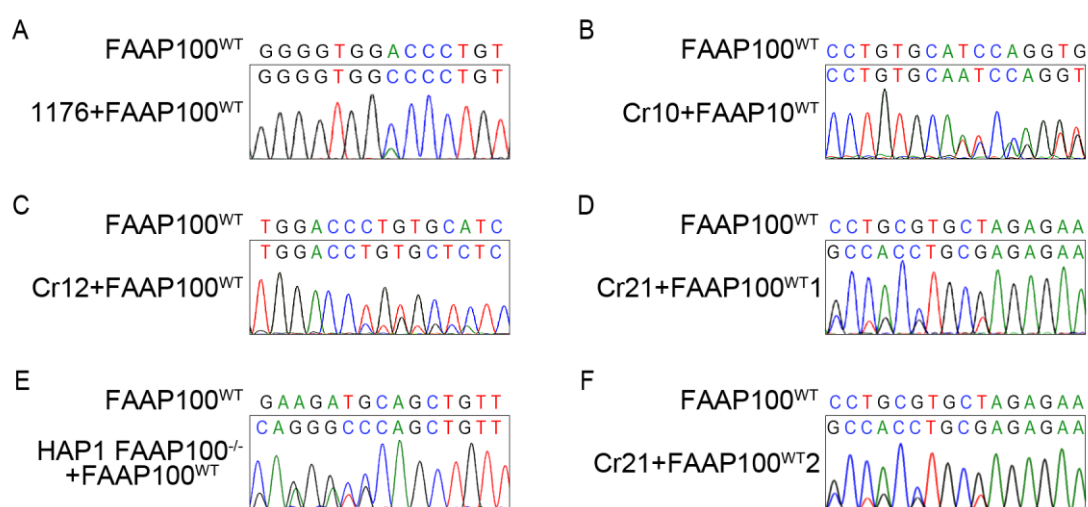 A
FAAP100WT
GGGGTGGACCCTGT
GGGGTGGCCCCTGT
1176+FAAP100WT
B
FAAP100WT
CCTGTGCATCCAGGTG
CCTGTGCAATCCAGGT
Cr10+FAAP10WT
C
FAAP100WT
TGGACCCTGTGCATC
TGGACCTGTGCTCTC
Cr12+FAAP100WT
D
FAAP100WT
CCTGCGTGCTAGAGAA
GCCACCTGCGAGAGAA
Cr21+FAAP100WT1
E
FAAP100WT
GAAGATGCAGCTGTT
CAGGGCCCAGCTGTT
HAP1 FAAP100-/-
+FAAP100WT
F
FAAP100WT
CCTGCGTGCTAGAGAA
GCCACCTGCGAGAGAA
Cr21+FAAP100WT2